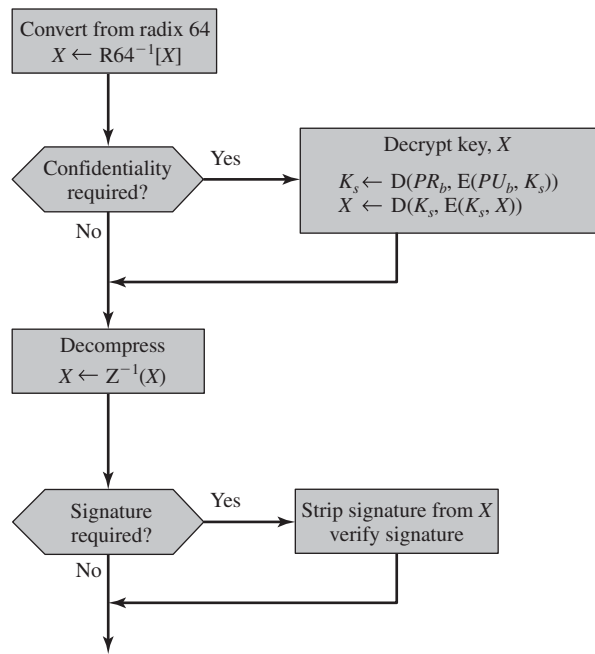 Convert from radix 64
X ← R64⁻¹[X]
Confidentiality
required?
Yes
No
Decrypt key, X
Kₛ ← D(PR_b, E(PU_b, Kₛ))
X ← D(Kₛ, E(Kₛ, X))
Decompress
X ← Z⁻¹(X)
Signature
required?
Yes
No
Strip signature from X
verify signature